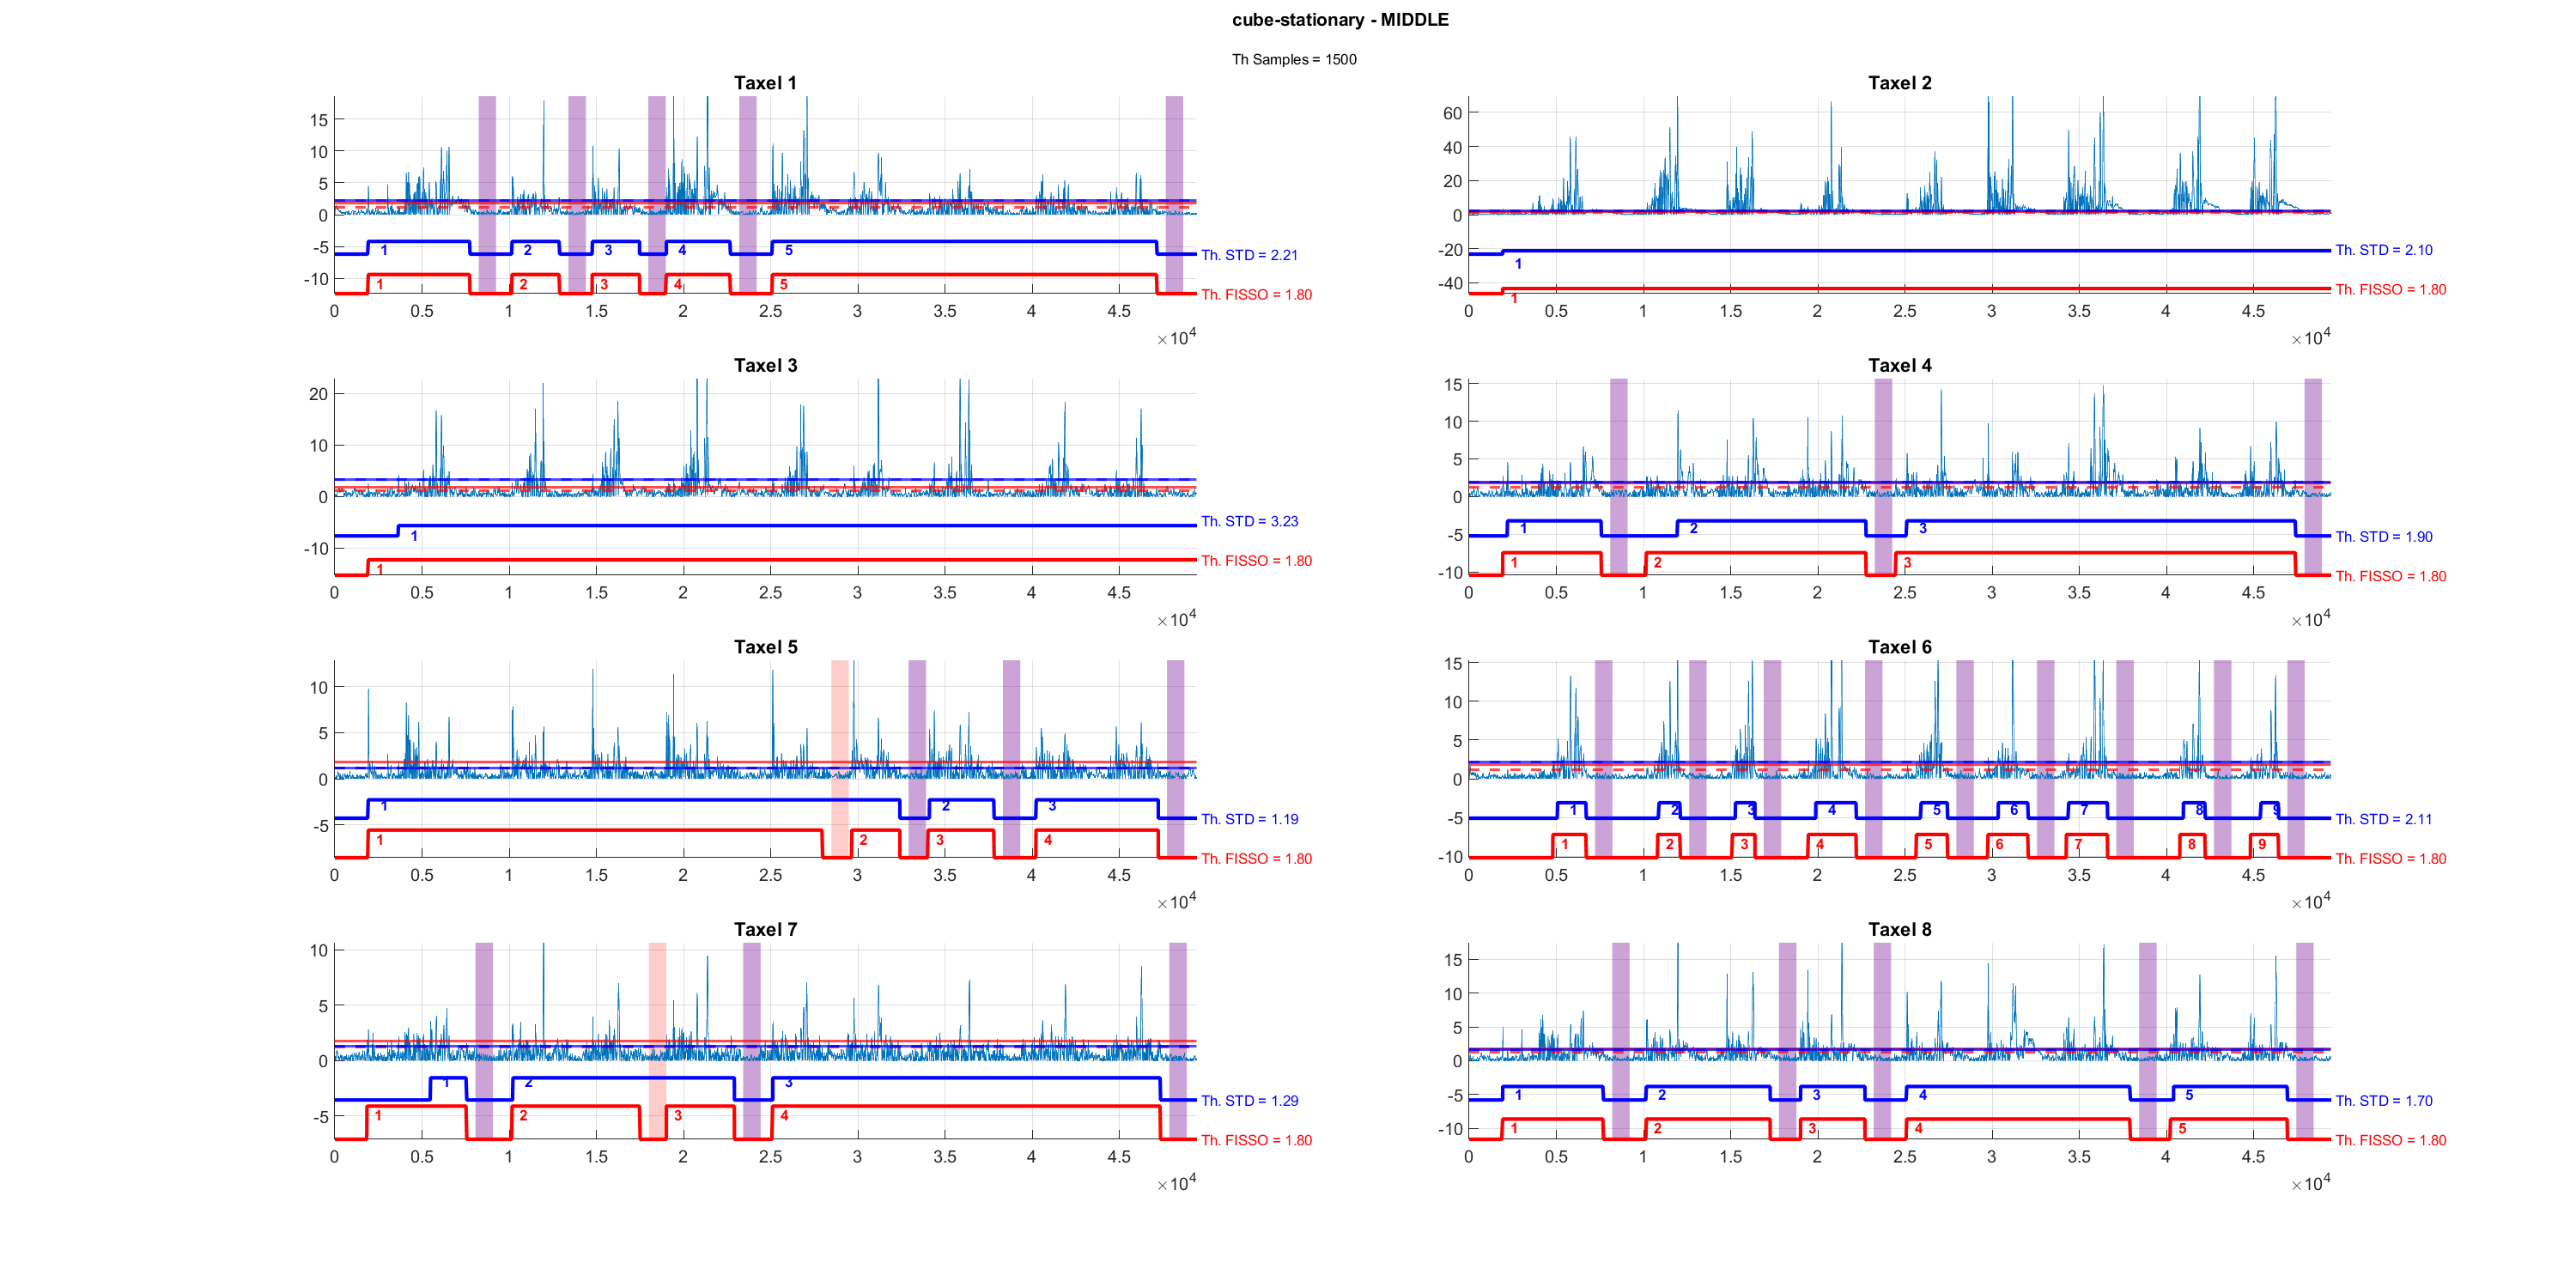 cube-stationary - MIDDLE
Th Samples = 1500
Taxel 1
15
10
5
0
-5
-10
1 2 3 4 5
Th. STD = 2.21
1 2 3 4 5
Th. FISSO = 1.80
0 0.5 1 1.5 2 2.5 3 3.5 4 4.5
×10^4
Taxel 2
60
40
20
0
-20
-40
1
Th. STD = 2.10
1
Th. FISSO = 1.80
0 0.5 1 1.5 2 2.5 3 3.5 4 4.5
×10^4
Taxel 3
20
10
0
-10
1
Th. STD = 3.23
1
Th. FISSO = 1.80
0 0.5 1 1.5 2 2.5 3 3.5 4 4.5
×10^4
Taxel 4
15
10
5
0
-5
-10
1 2 3
Th. STD = 1.90
1 2 3
Th. FISSO = 1.80
0 0.5 1 1.5 2 2.5 3 3.5 4 4.5
×10^4
Taxel 5
10
5
0
-5
1 2 3
Th. STD = 1.19
1 2 3 4
Th. FISSO = 1.80
0 0.5 1 1.5 2 2.5 3 3.5 4 4.5
×10^4
Taxel 6
15
10
5
0
-5
-10
1 2 3 4 5 6 7 8 9
Th. STD = 2.11
1 2 3 4 5 6 7 8 9
Th. FISSO = 1.80
0 0.5 1 1.5 2 2.5 3 3.5 4 4.5
×10^4
Taxel 7
10
5
0
-5
1 2 3
Th. STD = 1.29
1 2 3 4
Th. FISSO = 1.80
0 0.5 1 1.5 2 2.5 3 3.5 4 4.5
×10^4
Taxel 8
15
10
5
0
-5
-10
1 2 3 4 5
Th. STD = 1.70
1 2 3 4 5
Th. FISSO = 1.80
0 0.5 1 1.5 2 2.5 3 3.5 4 4.5
×10^4